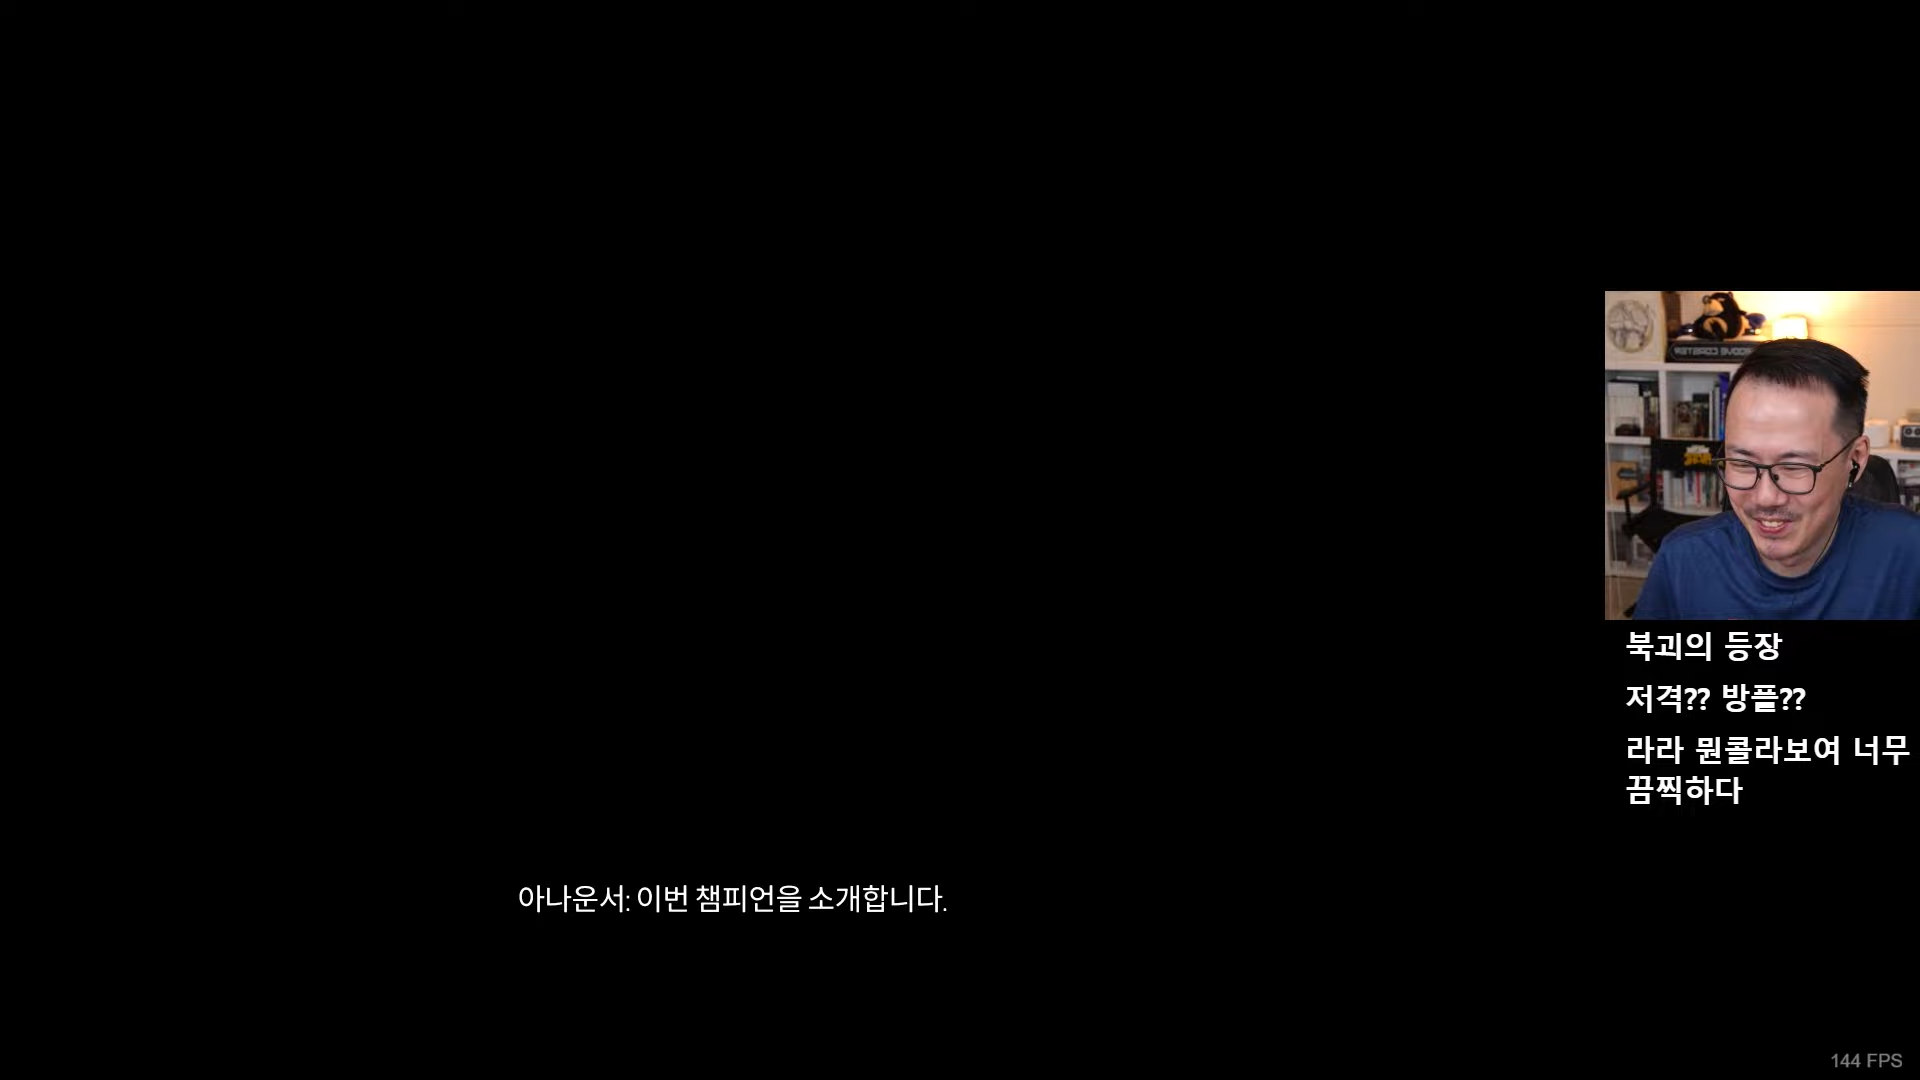 북괴의 등장
저격?? 방플??
라라 뭔콜라보여 너무
끔찍하다
아나운서: 이번 챔피언을 소개합니다.
144 FPS